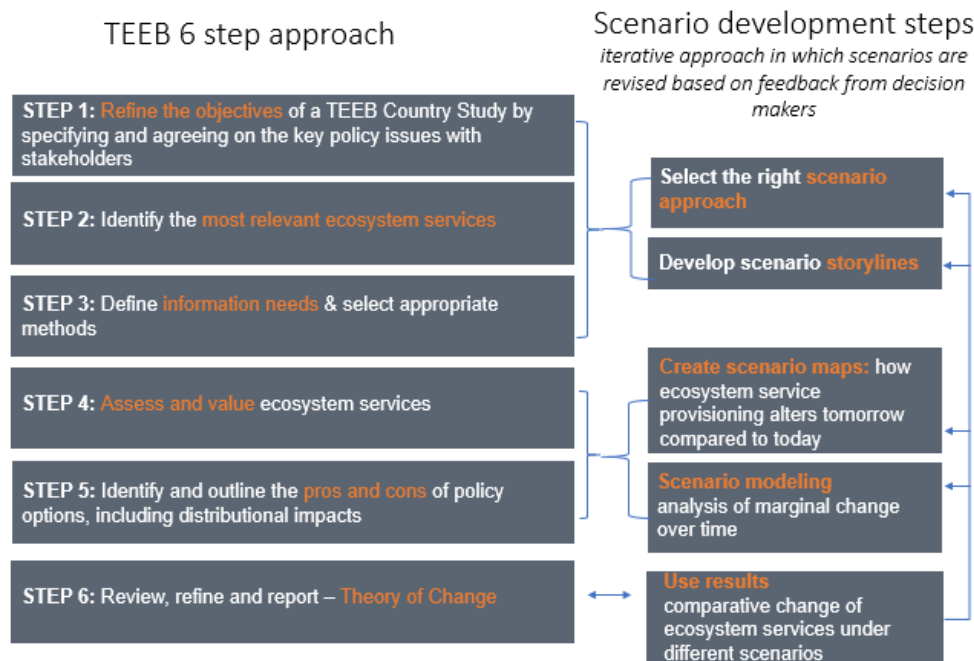 TEEB 6 step approach
STEP 1: Refine the objectives of a TEEB Country Study by
specifying and agreeing on the key policy issues with
stakeholders
STEP 2: Identify the most relevant ecosystem services
STEP 3: Define information needs & select appropriate
methods
STEP 4: Assess and value ecosystem services
STEP 5: Identify and outline the pros and cons of policy
options, including distributional impacts
STEP 6: Review, refine and report – Theory of Change
Scenario development steps
iterative approach in which scenarios are
revised based on feedback from decision
makers
Select the right scenario
approach
Develop scenario storylines
Create scenario maps: how
ecosystem service
provisioning alters tomorrow
compared to today
Scenario modeling
analysis of marginal change
over time
Use results
comparative change of
ecosystem services under
different scenarios